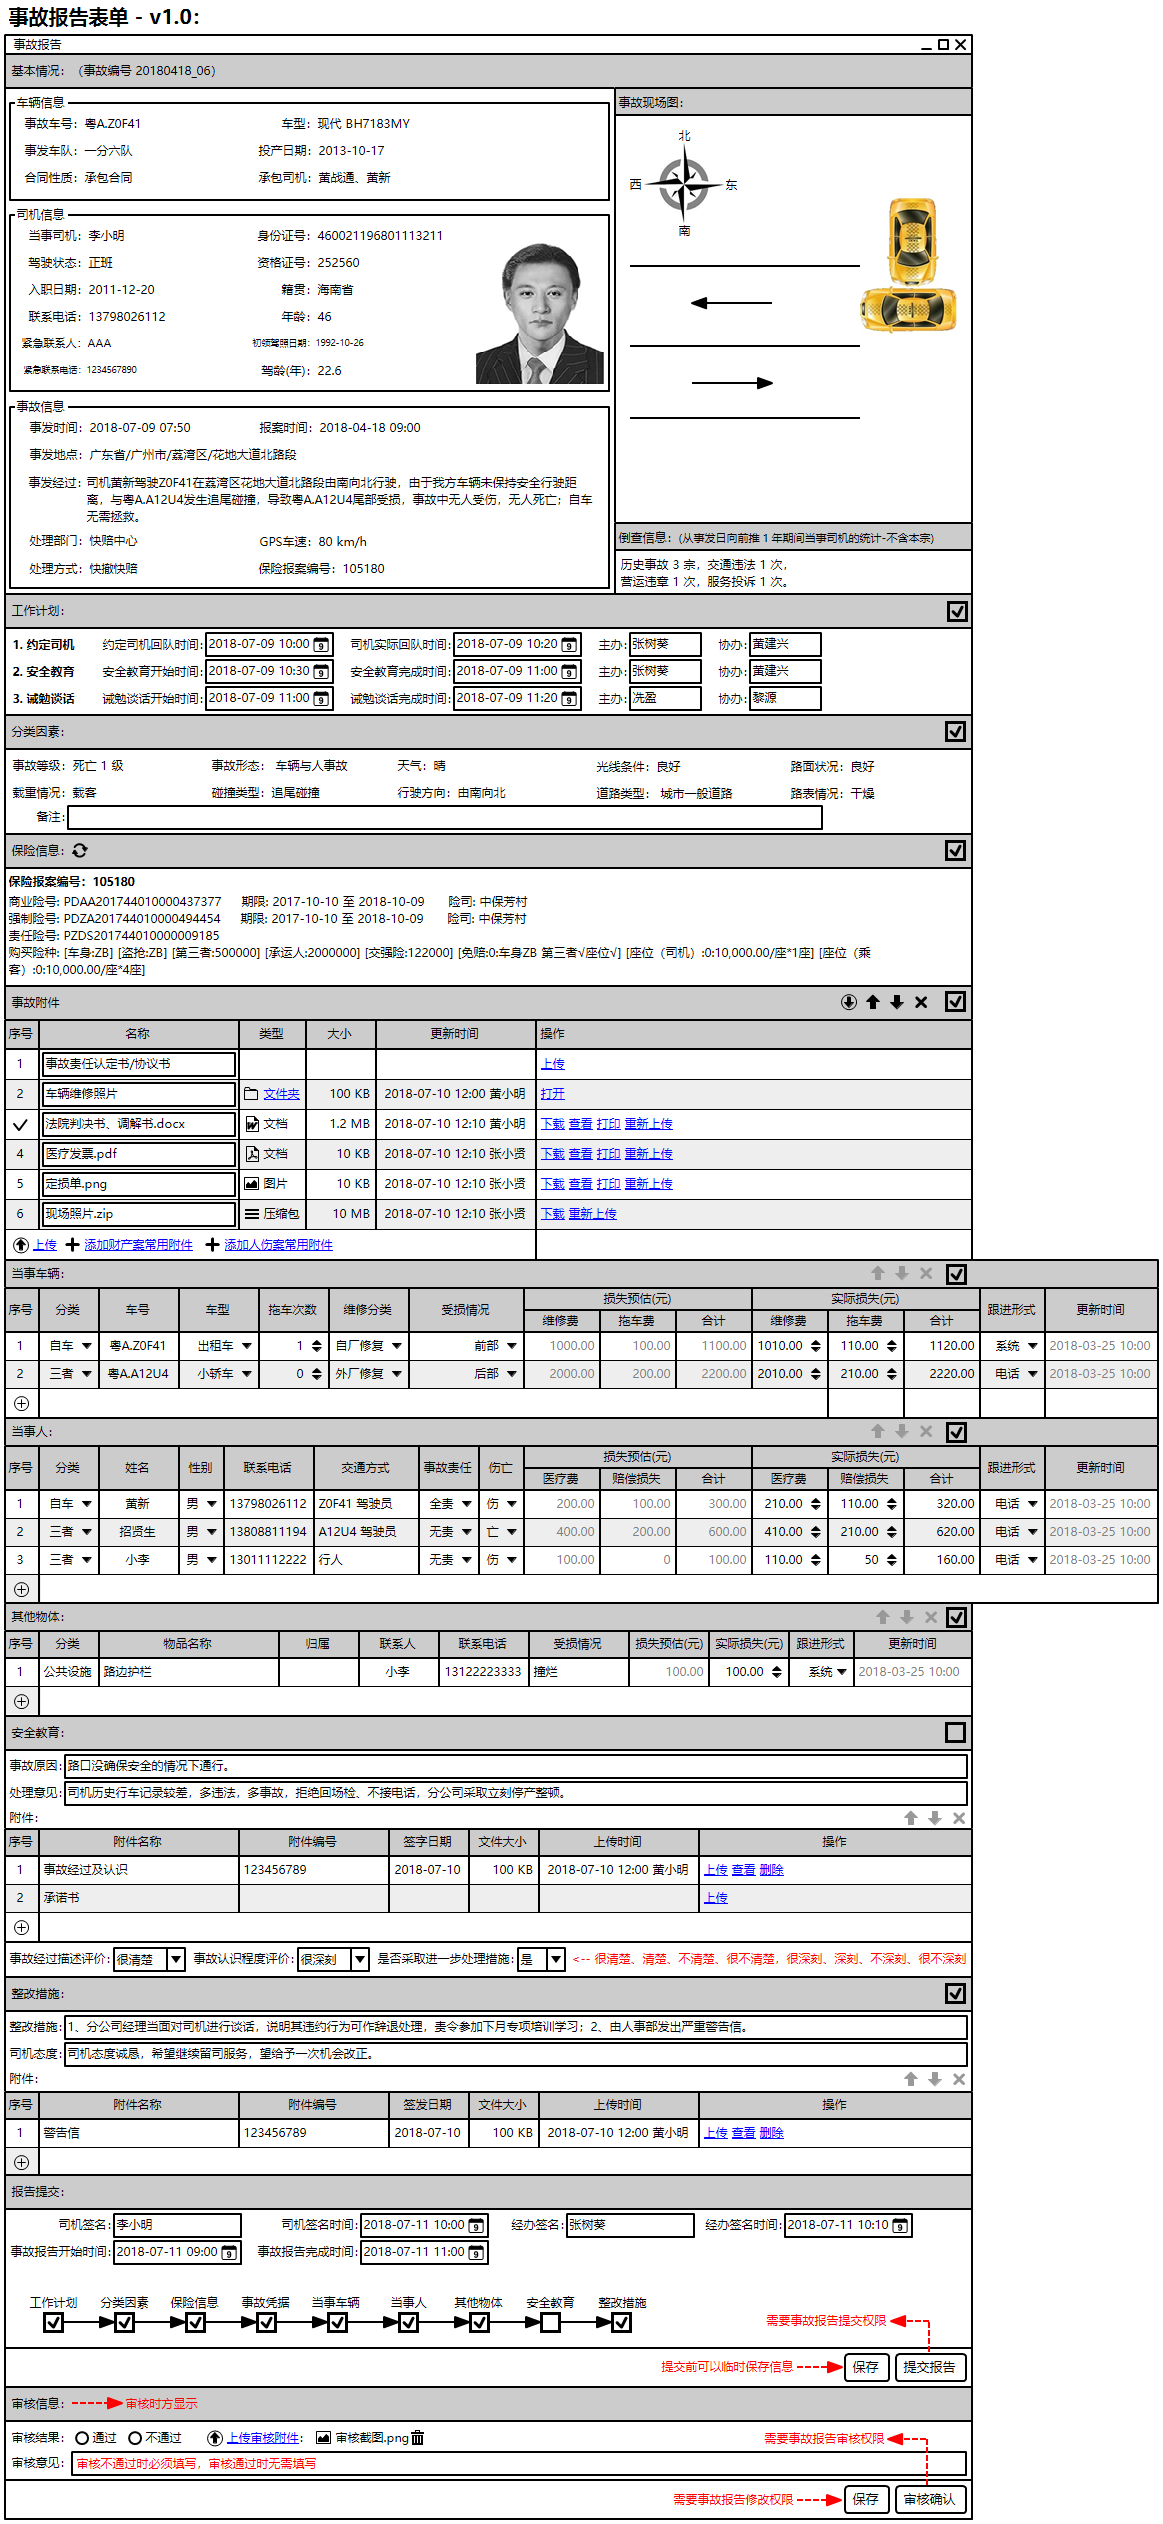 事故报告表单 - v1.0:
事故报告
基本情况: （事故编号 20180418_06）
车辆信息
事故车号: 粤A.Z0F41 车型: 现代 BH7183MY
事发车队: 一分六队 投产日期: 2013-10-17
合同性质: 承包合同 承包司机: 黄战通、黄新
司机信息
当事司机: 李小明 身份证号: 460021196801113211
驾驶状态: 正班 资格证号: 252560
入职日期: 2011-12-20 籍贯: 海南省
联系电话: 13798026112 年龄: 46
紧急联系人: AAA 初领驾照日期: 1992-10-26
紧急联系电话: 1234567890 驾龄(年): 22.6
事故信息
事发时间: 2018-07-09 07:50 报案时间: 2018-04-18 09:00
事发地点: 广东省/广州市/荔湾区/花地大道北路段
事发经过: 司机黄新驾驶Z0F41在荔湾区花地大道北路段由南向北行驶，由于我方车辆未保持安全行驶距
离，与粤A.A12U4发生追尾碰撞，导致粤A.A12U4尾部受损，事故中无人受伤，无人死亡；自车
无需拯救。
处理部门: 快赔中心 GPS车速: 80 km/h
处理方式: 快撤快赔 保险报案编号: 105180
事故现场图:
北
西 东
南
倒查信息: (从事发日向前推 1 年期间当事司机的统计-不含本宗)
历史事故 3 宗，交通违法 1 次，
营运违章 1 次，服务投诉 1 次。
工作计划:
1. 约定司机 约定司机回队时间: 2018-07-09 10:00 司机实际回队时间: 2018-07-09 10:20 主办: 张树葵 协办: 黄建兴
2. 安全教育 安全教育开始时间: 2018-07-09 10:30 安全教育完成时间: 2018-07-09 11:00 主办: 张树葵 协办: 黄建兴
3. 诫勉谈话 诫勉谈话开始时间: 2018-07-09 11:00 诫勉谈话完成时间: 2018-07-09 11:20 主办: 冼盈 协办: 黎源
分类因素:
事故等级: 死亡 1 级 事故形态: 车辆与人事故 天气: 晴 光线条件: 良好 路面状况: 良好
载重情况: 载客 碰撞类型: 追尾碰撞 行驶方向: 由南向北 道路类型: 城市一般道路 路表情况: 干燥
备注:
保险信息:
保险报案编号: 105180
商业险号: PDAA201744010000437377 期限: 2017-10-10 至 2018-10-09 险司: 中保芳村
强制险号: PDZA201744010000494454 期限: 2017-10-10 至 2018-10-09 险司: 中保芳村
责任险号: PZDS201744010000009185
购买险种: [车身:ZB] [盗抢:ZB] [第三者:500000] [承运人:2000000] [交强险:122000] [免赔:0:车身ZB 第三者√座位√] [座位（司机）:0:10,000.00/座*1座] [座位（乘
客）:0:10,000.00/座*4座]
事故附件
序号 名称 类型 大小 更新时间 操作
1 事故责任认定书/协议书 上传
2 车辆维修照片 文件夹 100 KB 2018-07-10 12:00 黄小明 打开
法院判决书、调解书.docx 文档 1.2 MB 2018-07-10 12:10 黄小明 下载 查看 打印 重新上传
4 医疗发票.pdf 文档 10 KB 2018-07-10 12:10 张小贤 下载 查看 打印 重新上传
5 定损单.png 图片 10 KB 2018-07-10 12:10 张小贤 下载 查看 打印 重新上传
6 现场照片.zip 压缩包 10 MB 2018-07-10 12:10 张小贤 下载 重新上传
上传 添加财产案常用附件 添加人伤案常用附件
当事车辆:
序号 分类 车号 车型 拖车次数 维修分类 受损情况 损失预估(元) 实际损失(元) 跟进形式 更新时间
维修费 拖车费 合计 维修费 拖车费 合计
1 自车 粤A.Z0F41 出租车 1 自厂修复 前部 1000.00 100.00 1100.00 1010.00 110.00 1120.00 系统 2018-03-25 10:00
2 三者 粤A.A12U4 小轿车 0 外厂修复 后部 2000.00 200.00 2200.00 2010.00 210.00 2220.00 电话 2018-03-25 10:00
当事人:
序号 分类 姓名 性别 联系电话 交通方式 事故责任 伤亡 损失预估(元) 实际损失(元) 跟进形式 更新时间
医疗费 赔偿损失 合计 医疗费 赔偿损失 合计
1 自车 黄新 男 13798026112 Z0F41 驾驶员 全责 伤 200.00 100.00 300.00 210.00 110.00 320.00 电话 2018-03-25 10:00
2 三者 招贤生 男 13808811194 A12U4 驾驶员 无责 亡 400.00 200.00 600.00 410.00 210.00 620.00 电话 2018-03-25 10:00
3 三者 小李 男 13011112222 行人 无责 伤 100.00 0 100.00 110.00 50 160.00 电话 2018-03-25 10:00
其他物体:
序号 分类 物品名称 归属 联系人 联系电话 受损情况 损失预估(元) 实际损失(元) 跟进形式 更新时间
1 公共设施 路边护栏 小李 13122223333 撞烂 100.00 100.00 系统 2018-03-25 10:00
安全教育:
事故原因: 路口没确保安全的情况下通行。
处理意见: 司机历史行车记录较差，多违法，多事故，拒绝回场检、不接电话，分公司采取立刻停产整顿。
附件:
序号 附件名称 附件编号 签字日期 文件大小 上传时间 操作
1 事故经过及认识 123456789 2018-07-10 100 KB 2018-07-10 12:00 黄小明 上传 查看 删除
2 承诺书 上传
事故经过描述评价: 很清楚 事故认识程度评价: 很深刻 是否采取进一步处理措施: 是 <-- 很清楚、清楚、不清楚、很不清楚，很深刻、深刻、不深刻、很不深刻
整改措施:
整改措施: 1、分公司经理当面对司机进行谈话，说明其违约行为可作辞退处理，责令参加下月专项培训学习；2、由人事部发出严重警告信。
司机态度: 司机态度诚恳，希望继续留司服务，望给予一次机会改正。
附件:
序号 附件名称 附件编号 签发日期 文件大小 上传时间 操作
1 警告信 123456789 2018-07-10 100 KB 2018-07-10 12:00 黄小明 上传 查看 删除
报告提交:
司机签名: 李小明 司机签名时间: 2018-07-11 10:00 经办签名: 张树葵 经办签名时间: 2018-07-11 10:10
事故报告开始时间: 2018-07-11 09:00 事故报告完成时间: 2018-07-11 11:00
工作计划 分类因素 保险信息 事故凭据 当事车辆 当事人 其他物体 安全教育 整改措施
需要事故报告提交权限
提交前可以临时保存信息 保存 提交报告
审核信息: 审核时方显示
审核结果: 通过 不通过 上传审核附件: 审核截图.png 需要事故报告审核权限
审核意见: 审核不通过时必须填写，审核通过时无需填写
需要事故报告修改权限 保存 审核确认